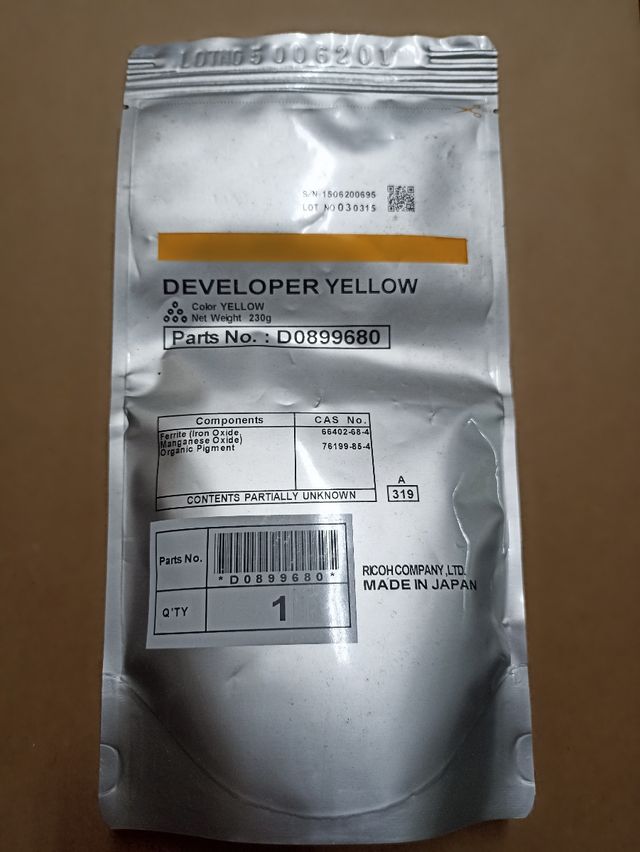 LOTNO 5006201
S/N 1506200695
LOT NO 030315
DEVELOPER YELLOW
Color YELLOW
Net Weight 230g
Parts No. : D0899680
Components CAS No.
Ferrite (Iron Oxide, 66402-68-4
Manganese Oxide)
Organic Pigment 76199-85-4
CONTENTS PARTIALLY UNKNOWN
A
319
Parts No.
*D0899680*
Q'TY 1
RICOH COMPANY,LTD.
MADE IN JAPAN